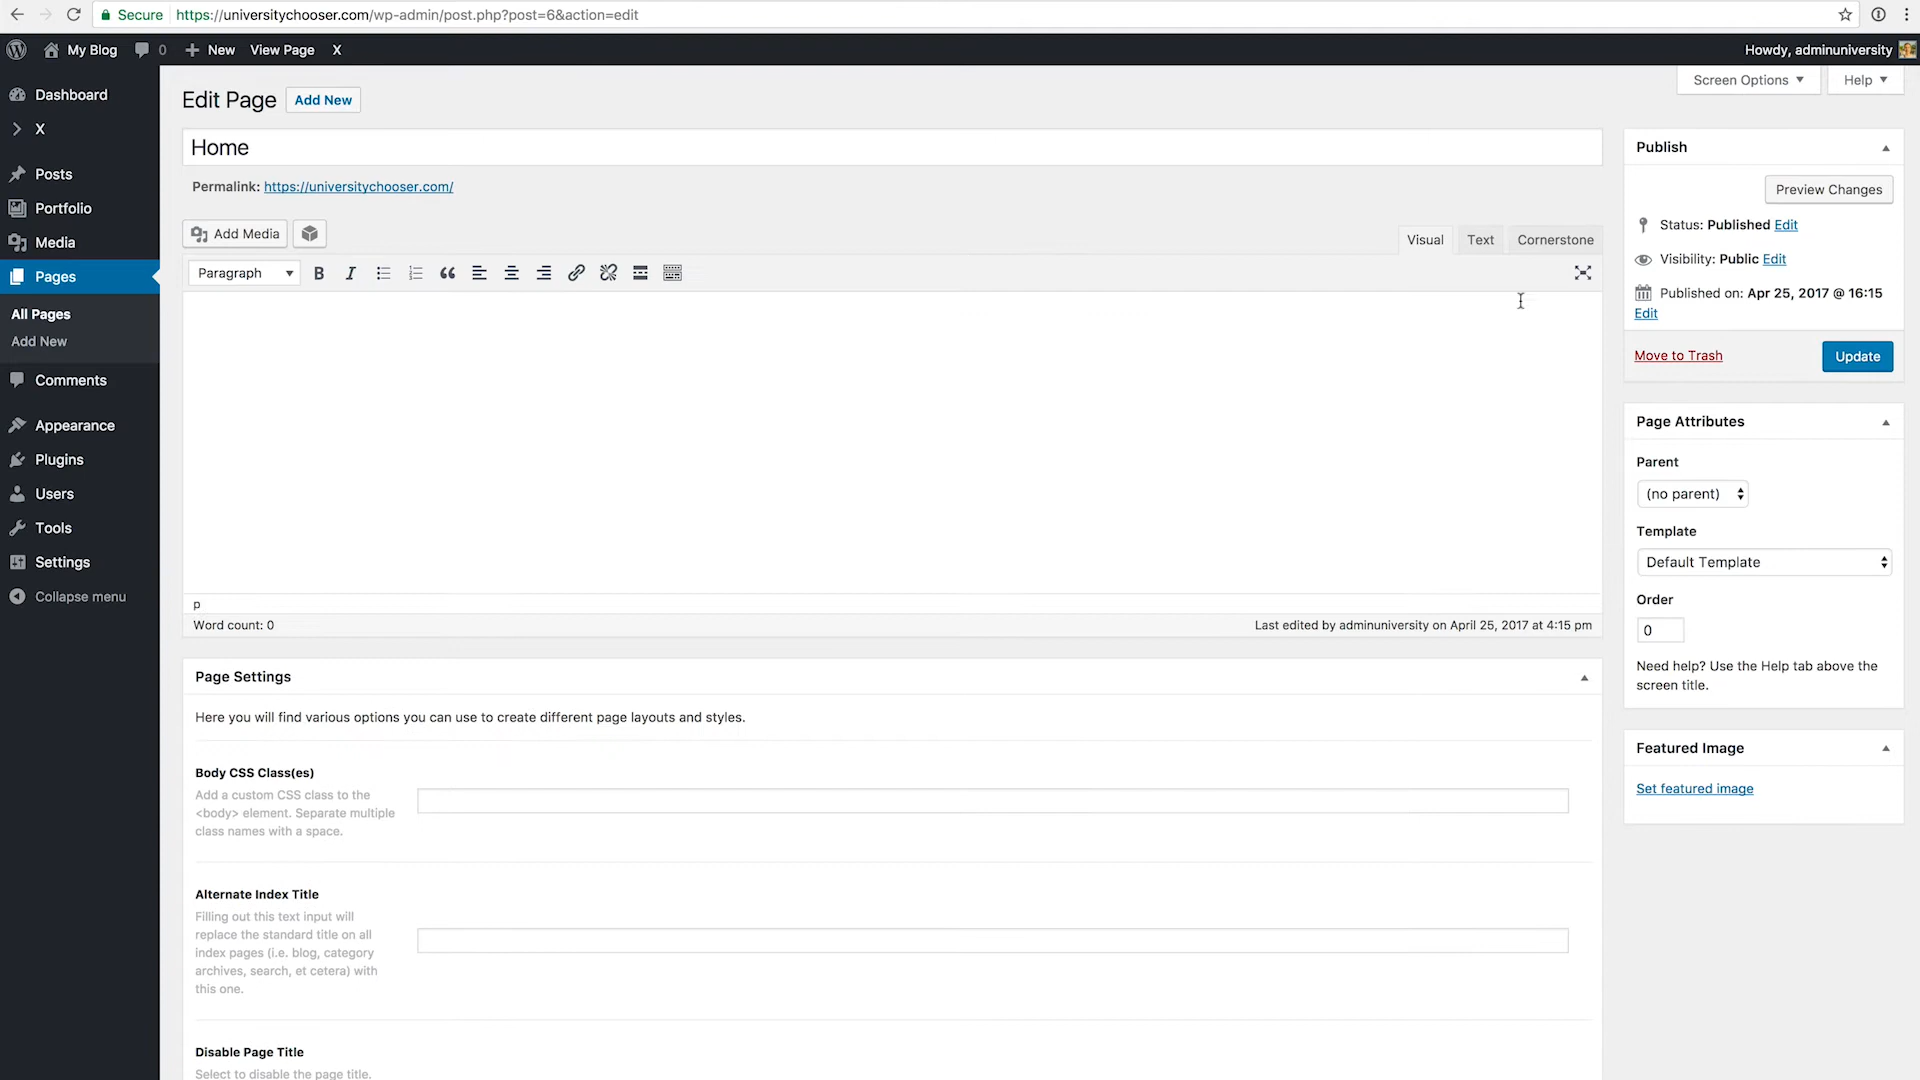 Secure https://universitychooser.com/wp-admin/post.php?post=6&action=edit
My Blog 0 New View Page X Howdy, adminuniversity
Screen Options Help
Edit Page Add New
Home
Permalink: https://universitychooser.com/
Add Media
Visual Text Cornerstone
Paragraph B I
p
Word count: 0 Last edited by adminuniversity on April 25, 2017 at 4:15 pm
Page Settings
Here you will find various options you can use to create different page layouts and styles.
Body CSS Class(es)
Add a custom CSS class to the
<body> element. Separate multiple
class names with a space.
Alternate Index Title
Filling out this text input will
replace the standard title on all
index pages (i.e. blog, category
archives, search, et cetera) with
this one.
Disable Page Title
Select to disable the page title.
Dashboard
X
Posts
Portfolio
Media
Pages
All Pages
Add New
Comments
Appearance
Plugins
Users
Tools
Settings
Collapse menu
Publish
Preview Changes
Status: Published Edit
Visibility: Public Edit
Published on: Apr 25, 2017 @ 16:15
Edit
Move to Trash Update
Page Attributes
Parent
(no parent)
Template
Default Template
Order
0
Need help? Use the Help tab above the
screen title.
Featured Image
Set featured image